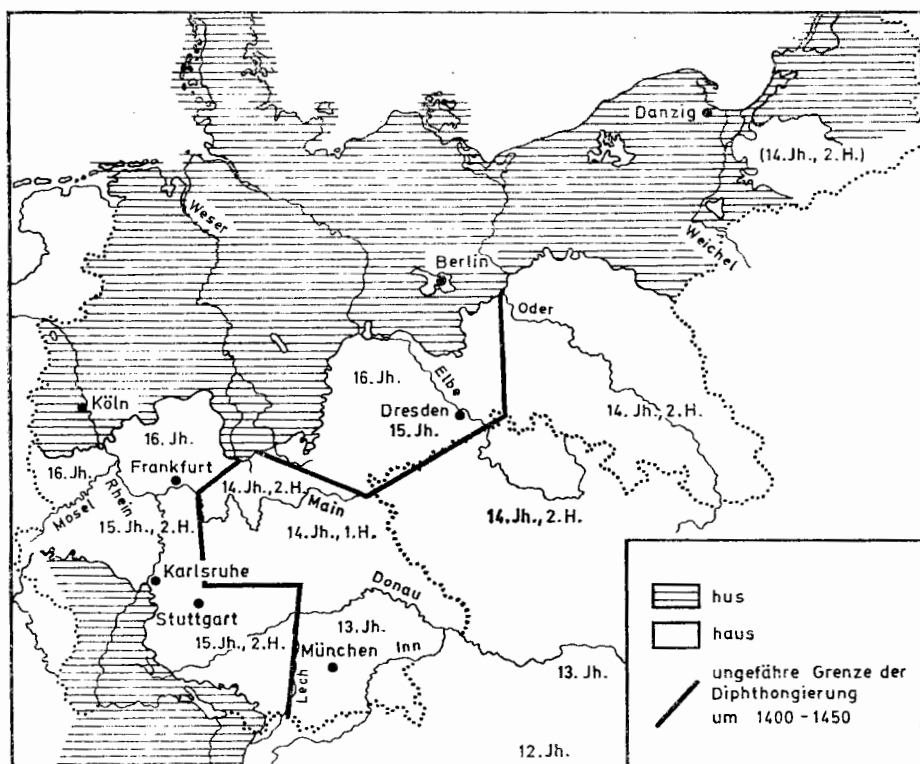 Danzig
(14. Jh., 2. H.)
Weser
Weichel
Berlin
Oder
16. Jh.
Elbe
Köln
Dresden
14. Jh., 2. H.
16. Jh.
15. Jh.
16. Jh.
Frankfurt
14. Jh., 2. H.
Mosel
Rhein
Main
14. Jh., 2. H.
15. Jh., 2. H.
14. Jh., 1. H.
Karlsruhe
Donau
Stuttgart
13. Jh.
15. Jh., 2. H.
München
Inn
Lech
13. Jh.
12. Jh.
hus
haus
ungefähre Grenze der
Diphthongierung
um 1400 - 1450